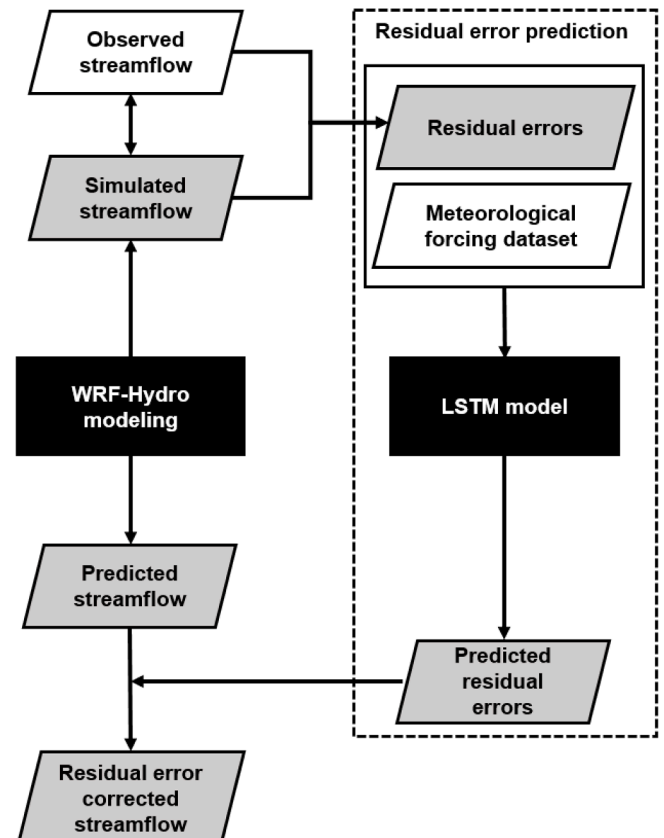 Observed
streamflow
Simulated
streamflow
WRF-Hydro
modeling
Predicted
streamflow
Residual error
corrected
streamflow
Residual error prediction
Residual errors
Meteorological
forcing dataset
LSTM model
Predicted
residual
errors